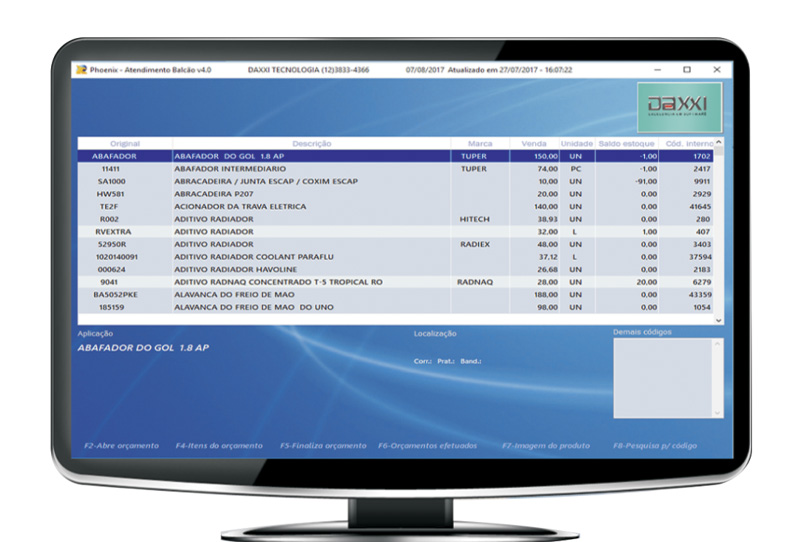 Phoenix - Atendimento Balcão v4.0 DAXXI TECNOLOGIA (12)3833-4366 07/08/2017 Atualizado em 27/07/2017 - 16:07:22
Daxxi
Original Descrição Marca Venda Unidade Saldo estoque Cód. interno
ABAFADOR ABAFADOR DO GOL 1.8 AP TUPER 150,00 UN -1,00 1702
11411 ABAFADOR INTERMEDIARIO TUPER 74,00 PC -1,00 2417
SA1000 ABRACADEIRA / JUNTA ESCAP / COXIM ESCAP 10,00 UN -91,00 9911
HW581 ABRACADEIRA P207 20,00 UN 0,00 2929
TE2F ACIONADOR DA TRAVA ELETRICA 140,00 UN 0,00 41645
R002 ADITIVO RADIADOR HITECH 38,93 UN 0,00 280
RVEXTRA ADITIVO RADIADOR 32,00 L 1,00 407
52950R ADITIVO RADIADOR RADIEX 48,00 UN 0,00 3403
1020140091 ADITIVO RADIADOR COOLANT PARAFLU 37,12 L 0,00 37594
000624 ADITIVO RADIADOR HAVOLINE 26,68 UN 0,00 2183
9041 ADITIVO RADNAQ CONCENTRADO T-5 TROPICAL RO RADNAQ 28,00 UN 20,00 6279
BA5052PKE ALAVANCA DO FREIO DE MAO 188,00 UN 0,00 43359
185159 ALAVANCA DO FREIO DE MAO DO UNO 98,00 UN 0,00 1054
Aplicação Localização Demais códigos
ABAFADOR DO GOL 1.8 AP
Corr.: Prat.: Band.:
F2-Abre orçamento F4-Itens do orçamento F5-Finaliza orçamento F6-Orçamentos efetuados F7-Imagem do produto F8-Pesquisa p/ código